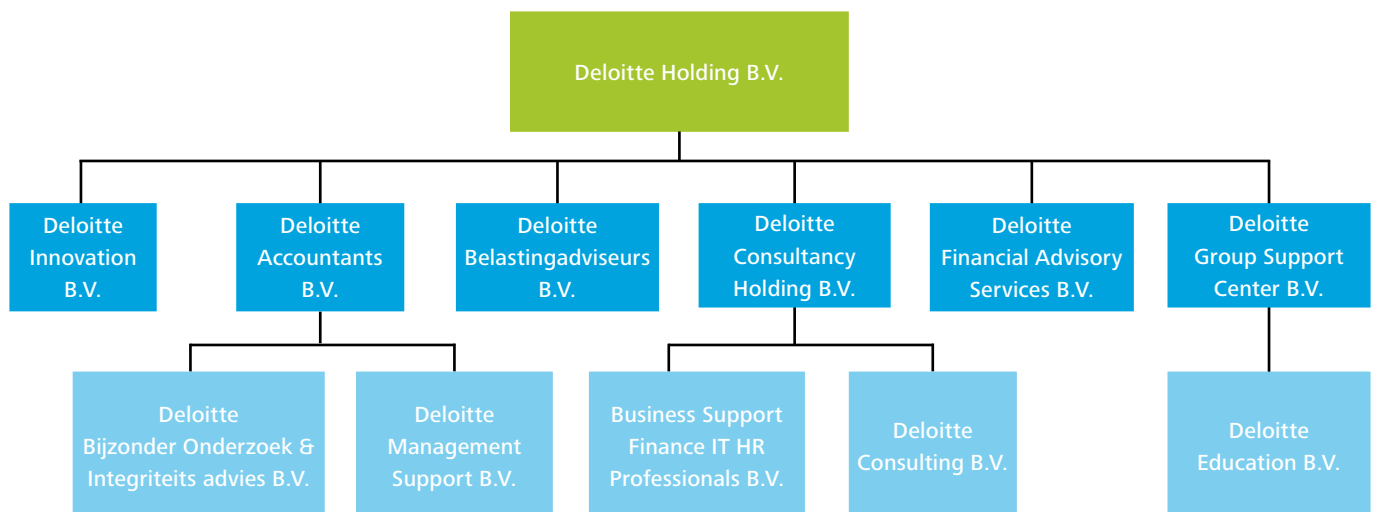 Deloitte Holding B.V.
Deloitte
Innovation
B.V.
Deloitte
Accountants
B.V.
Deloitte
Belastingadviseurs
B.V.
Deloitte
Consultancy
Holding B.V.
Deloitte
Financial Advisory
Services B.V.
Deloitte
Group Support
Center B.V.
Deloitte
Bijzonder Onderzoek &
Integriteits advies B.V.
Deloitte
Management
Support B.V.
Business Support
Finance IT HR
Professionals B.V.
Deloitte
Consulting B.V.
Deloitte
Education B.V.